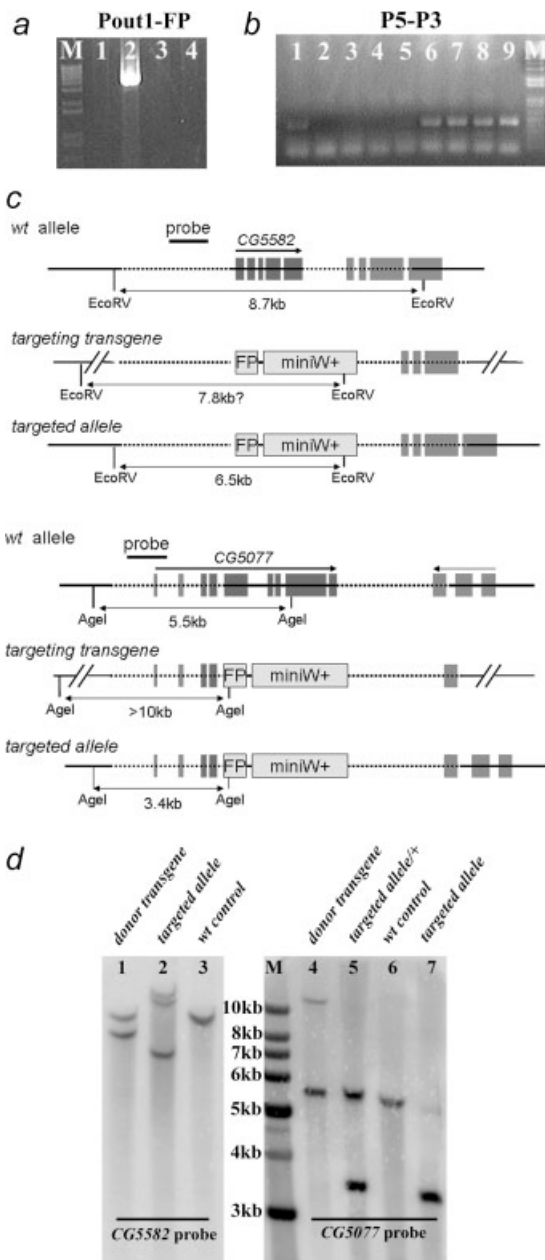 a
Pout1-FP
M 1 2 3 4
b
P5-P3
1 2 3 4 5 6 7 8 9 M
c
wt allele
probe
CG5582
EcoRV
EcoRV
8.7kb
targeting transgene
FP miniW+
EcoRV
EcoRV
7.8kb?
targeted allele
FP miniW+
EcoRV
EcoRV
6.5kb
wt allele
probe
CG5077
AgeI
AgeI
5.5kb
targeting transgene
FP miniW+
AgeI
AgeI
>10kb
targeted allele
FP miniW+
AgeI
AgeI
3.4kb
d
donor transgene
targeted allele
wt control
donor transgene
targeted allele/+
wt control
targeted allele
1 2 3 M 4 5 6 7
10kb
8kb
7kb
6kb
5kb
4kb
3kb
CG5582 probe
CG5077 probe